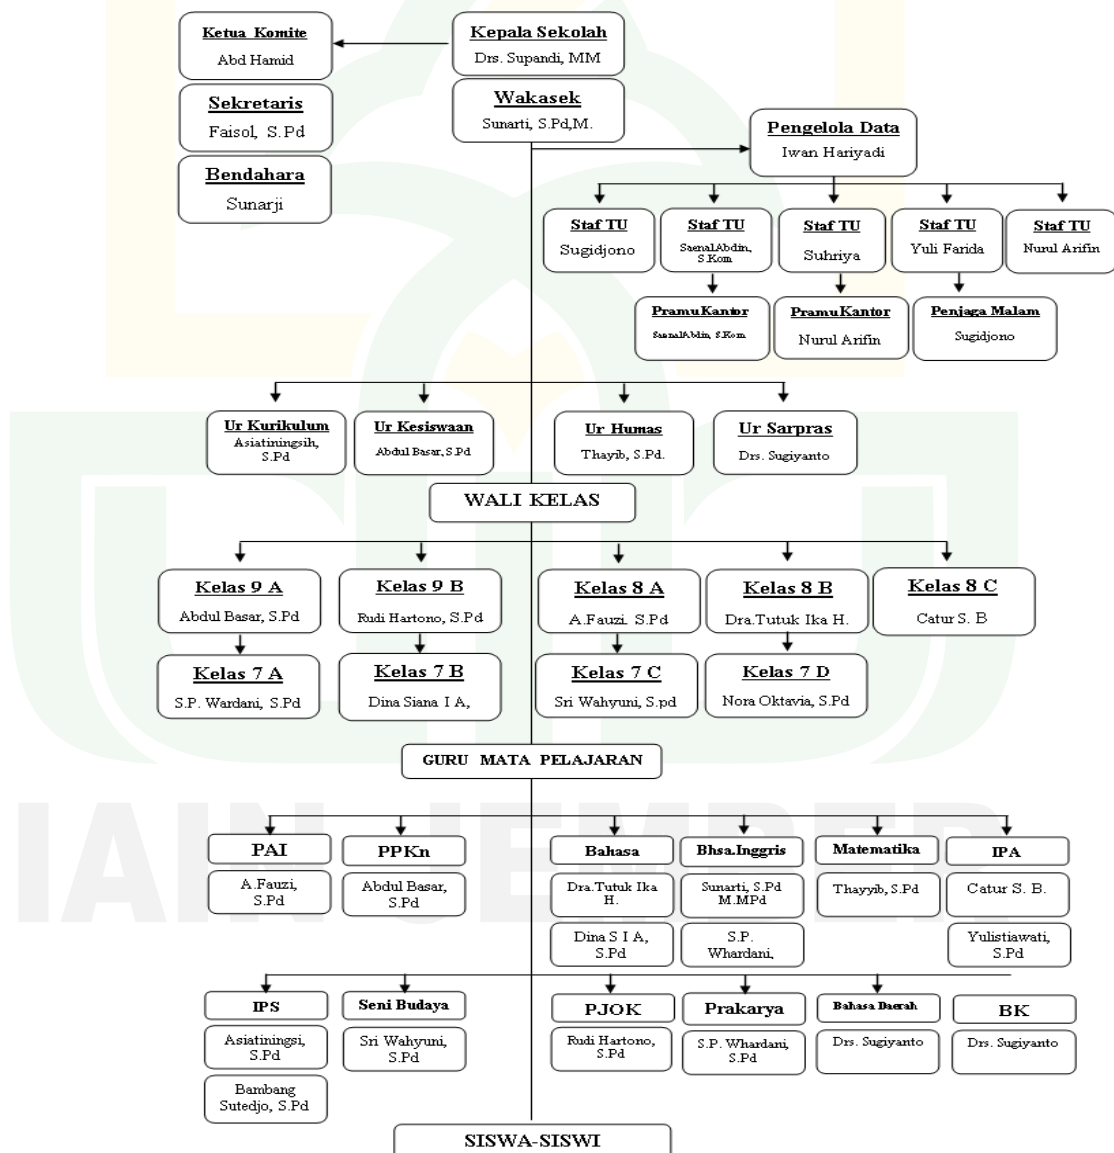 Ketua Komite
Abd Hamid
Kepala Sekolah
Drs. Supandi, MM
Sekretaris
Faisol, S.Pd
Wakasek
Sunarti, S.Pd,M.
Bendahara
Sunarji
Pengelola Data
Iwan Hariyadi
Staf TU
Sugidjono
Staf TU
SaenalAbdin,
S.Kom
Staf TU
Suhriya
Staf TU
Yuli Farida
Staf TU
Nurul Arifin
PramuKantor
SaenalAbdin, S.Kom
PramuKantor
Nurul Arifin
Penjaga Malam
Sugidjono
Ur Kurikulum
Asiatiningsih,
S.Pd
Ur Kesiswaan
Abdul Basar, S.Pd
Ur Humas
Thayib, S.Pd.
Ur Sarpras
Drs. Sugiyanto
WALI KELAS
Kelas 9 A
Abdul Basar, S.Pd
Kelas 9 B
Rudi Hartono, S.Pd
Kelas 8 A
A.Fauzi. S.Pd
Kelas 8 B
Dra.Tutuk Ika H.
Kelas 8 C
Catur S. B
Kelas 7 A
S.P. Wardani, S.Pd
Kelas 7 B
Dina Siana I A,
Kelas 7 C
Sri Wahyuni, S.pd
Kelas 7 D
Nora Oktavia, S.Pd
GURU MATA PELAJARAN
PAI
A.Fauzi,
S.Pd
PPKn
Abdul Basar,
S.Pd
Bahasa
Dra.Tutuk Ika
H.
Dina S I A,
S.Pd
Bhsa.Inggris
Sunarti, S.Pd
M.MPd
S.P.
Whardani,
Matematika
Thayyib, S.Pd
IPA
Catur S. B.
Yulistiawati,
S.Pd
IPS
Asiatiningsi,
S.Pd
Bambang
Sutedjo, S.Pd
Seni Budaya
Sri Wahyuni,
S.Pd
PJOK
Rudi Hartono,
S.Pd
Prakarya
S.P. Whardani,
S.Pd
Bahasa Daerah
Drs. Sugiyanto
BK
Drs. Sugiyanto
SISWA-SISWI
IAIN JEMBER